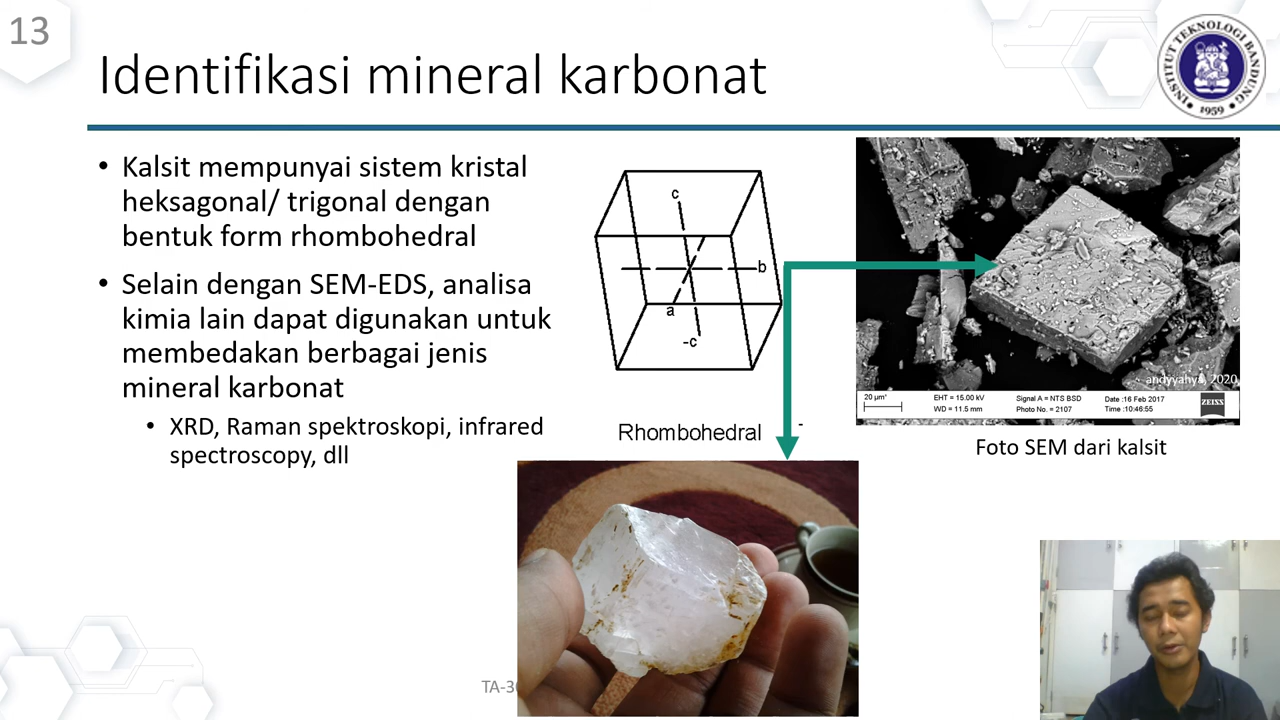 13
Identifikasi mineral karbonat
INSTITUT TEKNOLOGI BANDUNG
1959
• Kalsit mempunyai sistem kristal
heksagonal/ trigonal dengan
bentuk form rhombohedral
• Selain dengan SEM-EDS, analisa
kimia lain dapat digunakan untuk
membedakan berbagai jenis
mineral karbonat
• XRD, Raman spektroskopi, infrared
spectroscopy, dll
c
b
a
-c
Rhombohedral
-
andyyahya, 2020
20 µm
EHT = 15.00 kV
WD = 11.5 mm
Signal A = NTS BSD
Photo No. = 2107
Date :16 Feb 2017
Time :10:46:55
ZEISS
Foto SEM dari kalsit